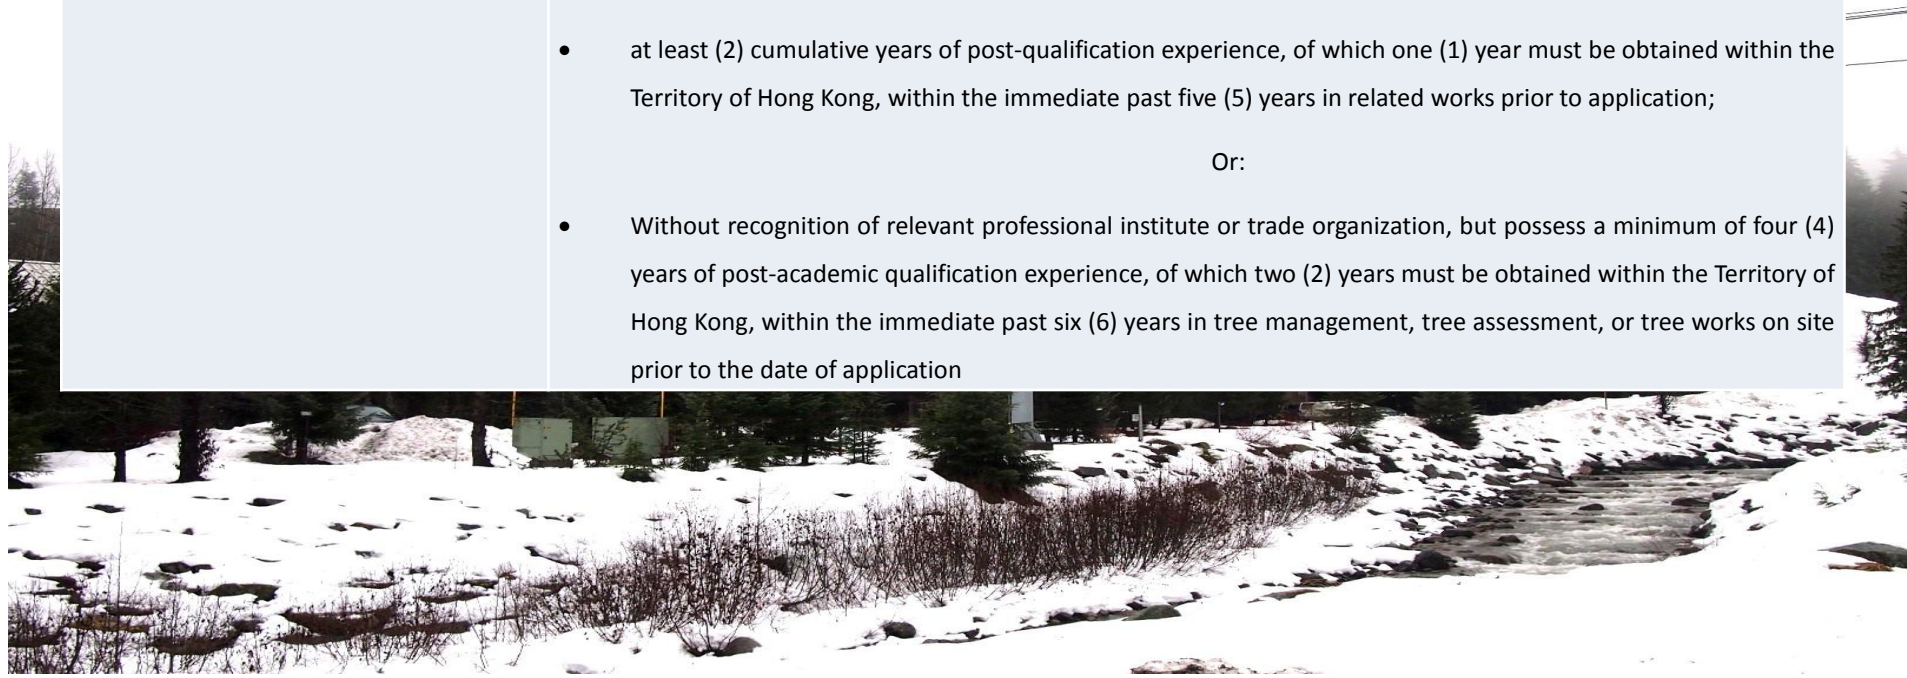 • at least (2) cumulative years of post-qualification experience, of which one (1) year must be obtained within the
Territory of Hong Kong, within the immediate past five (5) years in related works prior to application;
Or:
• Without recognition of relevant professional institute or trade organization, but possess a minimum of four (4)
years of post-academic qualification experience, of which two (2) years must be obtained within the Territory of
Hong Kong, within the immediate past six (6) years in tree management, tree assessment, or tree works on site
prior to the date of application